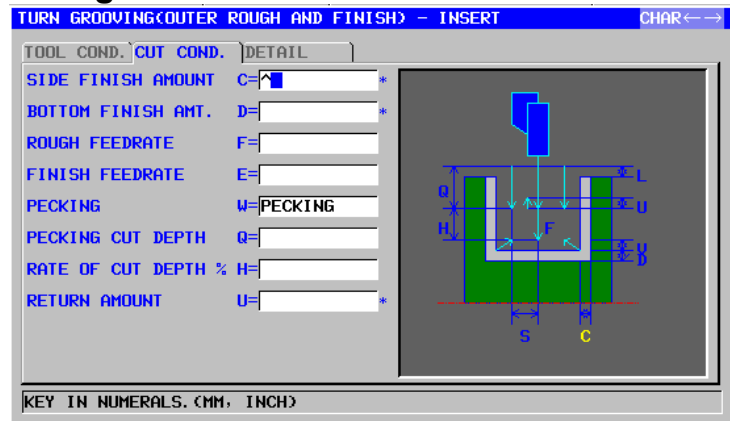 TURN GROOVING(OUTER ROUGH AND FINISH) - INSERT CHAR←→
TOOL COND. CUT COND. DETAIL
SIDE FINISH AMOUNT C=^ *
BOTTOM FINISH AMT. D= *
ROUGH FEEDRATE F=
FINISH FEEDRATE E=
PECKING W=PECKING
PECKING CUT DEPTH Q=
RATE OF CUT DEPTH % H=
RETURN AMOUNT U= *
L
Q
U
H
F
V
D
S C
KEY IN NUMERALS.(MM, INCH)